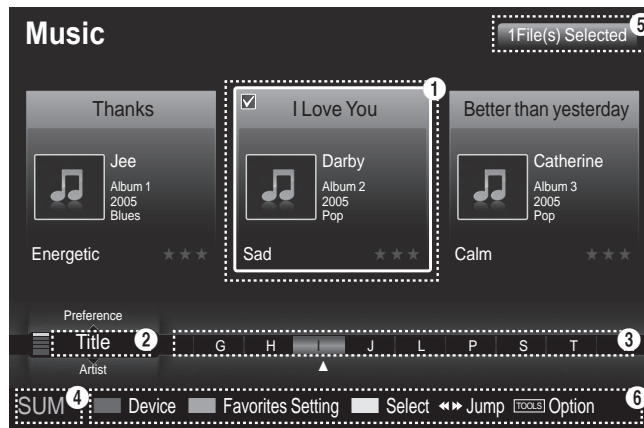 Music
1File(s) Selected
5
1
Thanks
I Love You
Better than yesterday
Jee
Album 1
2005
Blues
Darby
Album 2
2005
Pop
Catherine
Album 3
2005
Pop
Energetic ★★★
Sad ★★★
Calm ★★★
Preference
Title
2
G H I J L P S T
3
Artist
SUM
4
Device Favorites Setting Select ◄◄ ►► Jump TOOLS Option
6